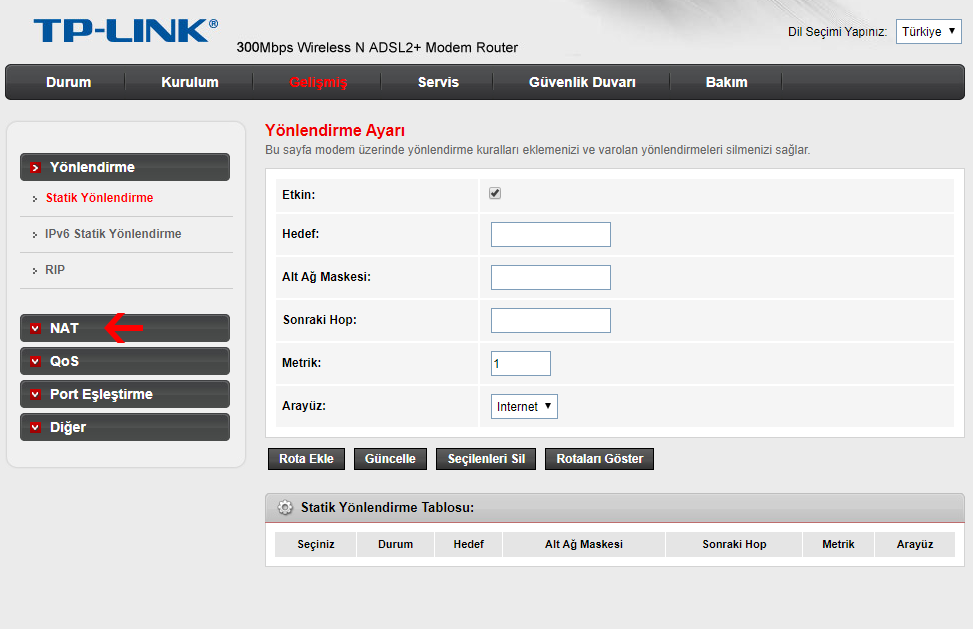 TP-LINK®
300Mbps Wireless N ADSL2+ Modem Router
Dil Seçimi Yapınız: Türkiye
Durum Kurulum Gelişmiş Servis Güvenlik Duvarı Bakım
Yönlendirme
Statik Yönlendirme
IPv6 Statik Yönlendirme
RIP
NAT
QoS
Port Eşleştirme
Diğer
Yönlendirme Ayarı
Bu sayfa modem üzerinde yönlendirme kuralları eklemenizi ve varolan yönlendirmeleri silmenizi sağlar.
Etkin:
Hedef:
Alt Ağ Maskesi:
Sonraki Hop:
Metrik: 1
Arayüz: Internet
Rota Ekle Güncelle Seçilenleri Sil Rotaları Göster
Statik Yönlendirme Tablosu:
Seçiniz Durum Hedef Alt Ağ Maskesi Sonraki Hop Metrik Arayüz